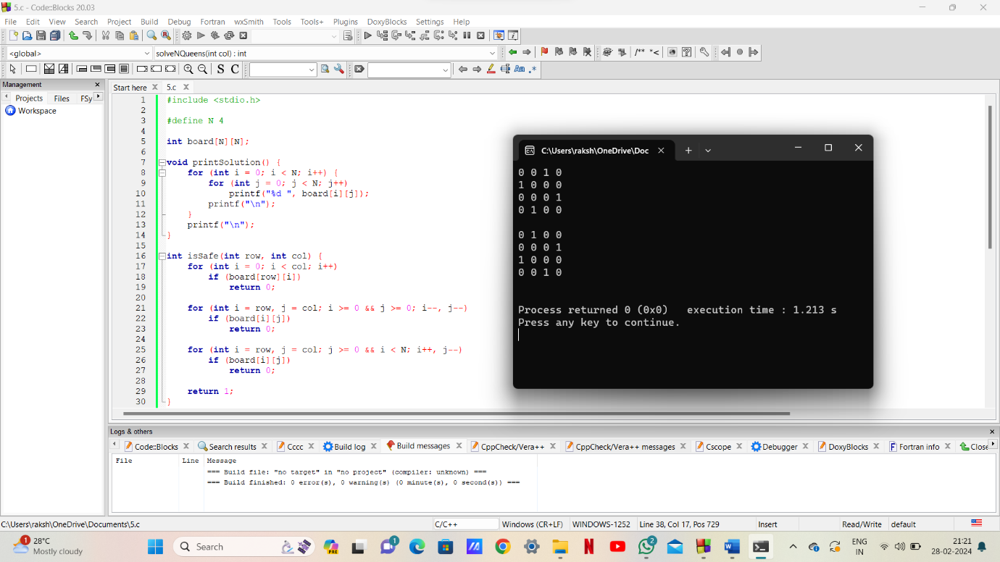 5.c - Code::Blocks 20.03
File Edit View Search Project Build Debug Fortran wxSmith Tools Tools+ Plugins DoxyBlocks Settings Help
<global> solveNQueens(int col) : int
/** *<
S C Aa .*
Management
Projects Files FSy
Workspace
Start here 5.c
1 #include <stdio.h>
2
3 #define N 4
4
5 int board[N][N];
6
7 void printSolution() {
8 for (int i = 0; i < N; i++) {
9 for (int j = 0; j < N; j++)
10 printf("%d ", board[i][j]);
11 printf("\n");
12 }
13 printf("\n");
14 }
15
16 int isSafe(int row, int col) {
17 for (int i = 0; i < col; i++)
18 if (board[row][i])
19 return 0;
20
21 for (int i = row, j = col; i >= 0 && j >= 0; i--, j--)
22 if (board[i][j])
23 return 0;
24
25 for (int i = row, j = col; j >= 0 && i < N; i++, j--)
26 if (board[i][j])
27 return 0;
28
29 return 1;
30 }
C:\Users\raksh\OneDrive\Doc
0 0 1 0
1 0 0 0
0 0 0 1
0 1 0 0
0 1 0 0
0 0 0 1
1 0 0 0
0 0 1 0
Process returned 0 (0x0) execution time : 1.213 s
Press any key to continue.
Logs & others
Code::Blocks Search results Cccc Build log Build messages CppCheck/Vera++ CppCheck/Vera++ messages Cscope Debugger DoxyBlocks F Fortran info Close
File Line Message
=== Build file: "no target" in "no project" (compiler: unknown) ===
=== Build finished: 0 error(s), 0 warning(s) (0 minute(s), 0 second(s)) ===
C:\Users\raksh\OneDrive\Documents\5.c C/C++ Windows (CR+LF) WINDOWS-1252 Line 38, Col 17, Pos 729 Insert Read/Write default
1 28°C
Mostly cloudy
Search
PRE 1 2
ENG
IN
21:21
28-02-2024